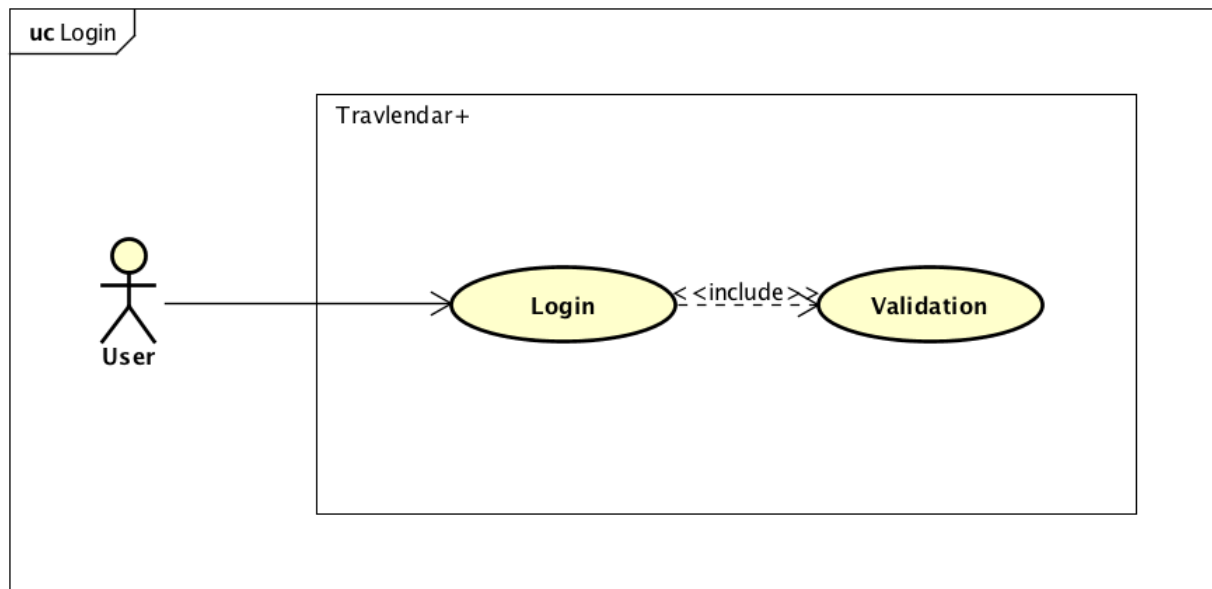 uc Login
Travlendar+
Login
<<include>>
Validation
User